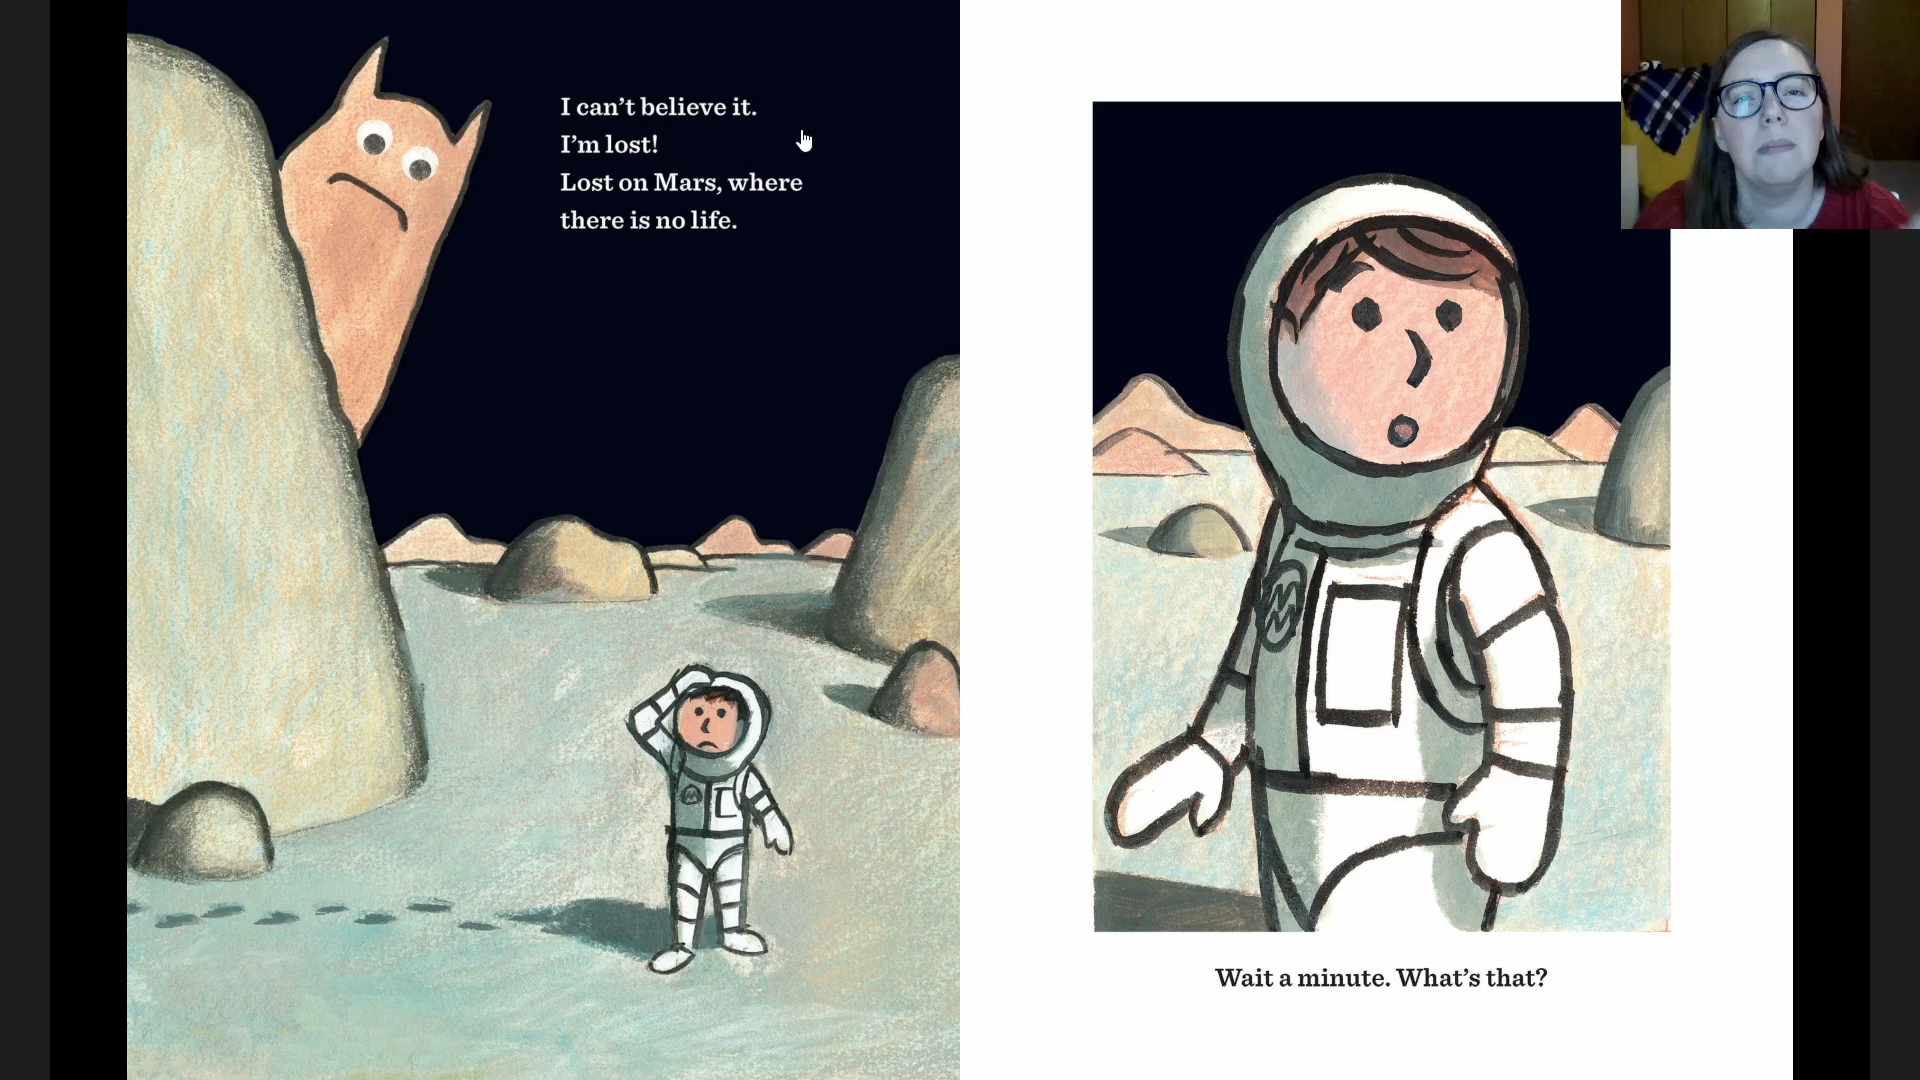 I can't believe it.
I'm lost!
Lost on Mars, where
there is no life.
Wait a minute. What's that?